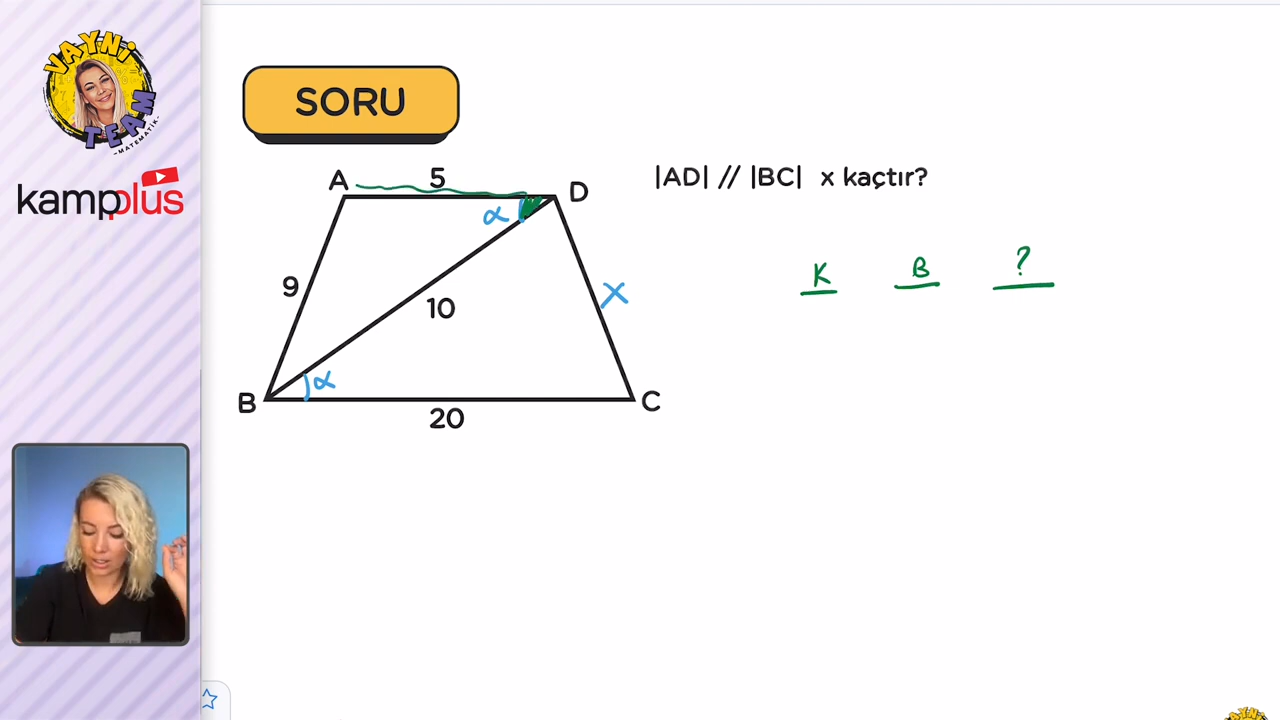 VAYNİ
TEAM
-MATEMATİK-
kampplus
SORU
|AD| // |BC| x kaçtır?
A
5
D
α
9
10
x
B
α
20
C
K B ?